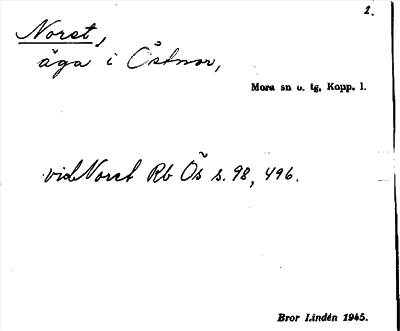 2.
Noret,
äga i Östnor,
Mora sn o. tg, Kopp. l.
vid Noret Rb Ös s. 98, 496.
Bror Lindén 1945.